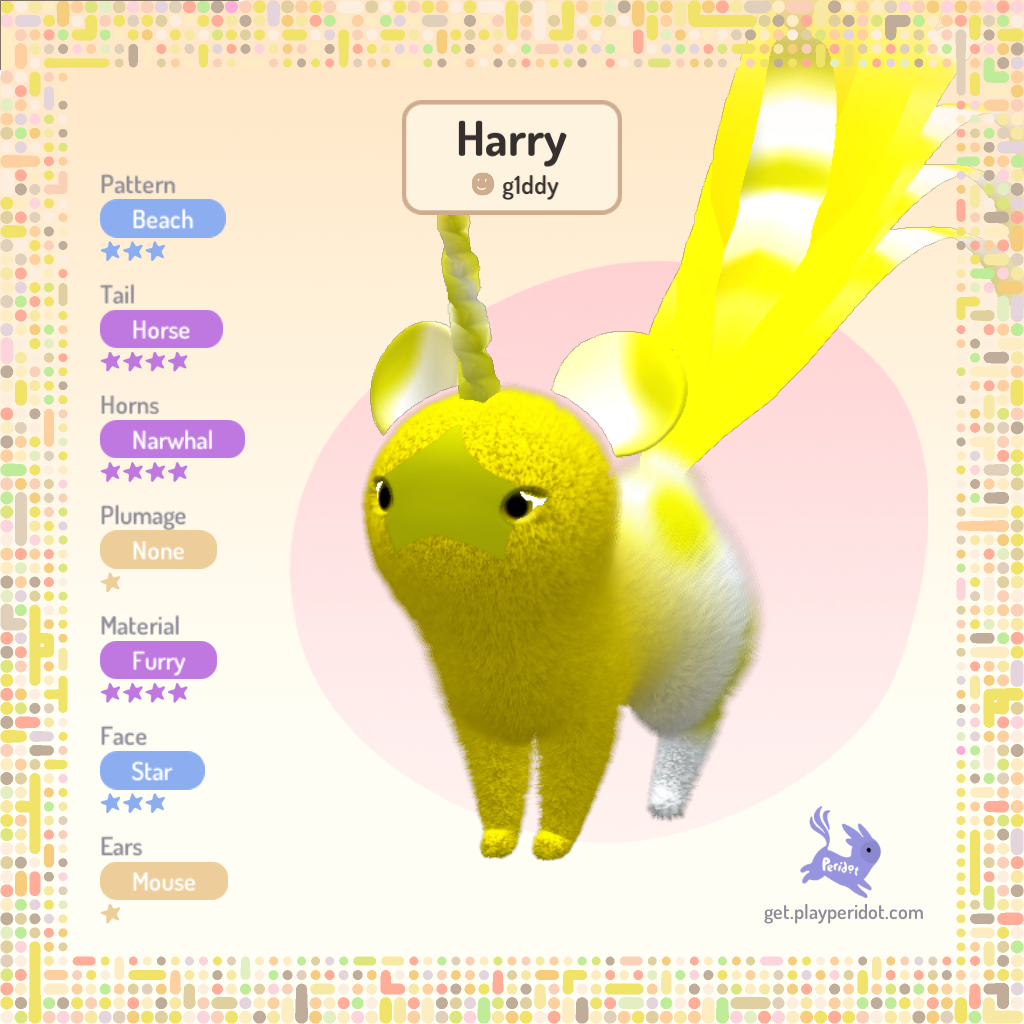 Harry
g1ddy
Pattern
Beach
Tail
Horse
Horns
Narwhal
Plumage
None
Material
Furry
Face
Star
Ears
Mouse
Peridot
get.playperidot.com